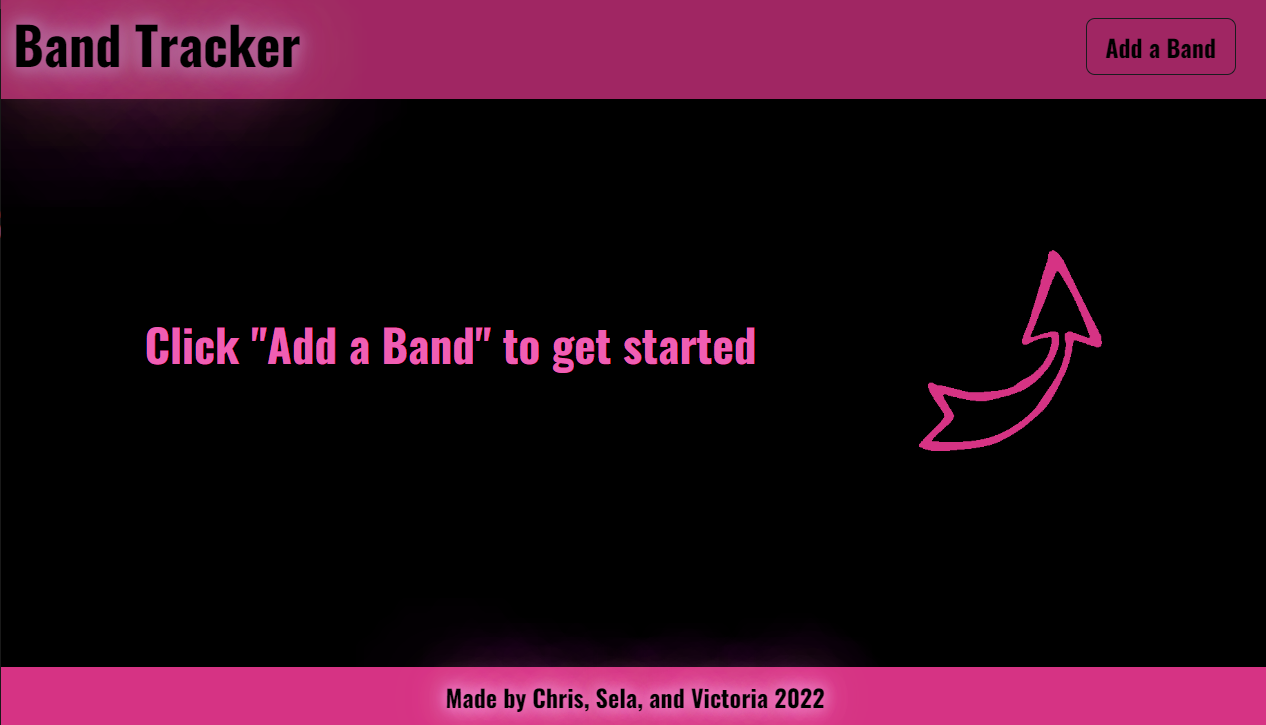 Band Tracker
Add a Band
Click "Add a Band" to get started
Made by Chris, Sela, and Victoria 2022